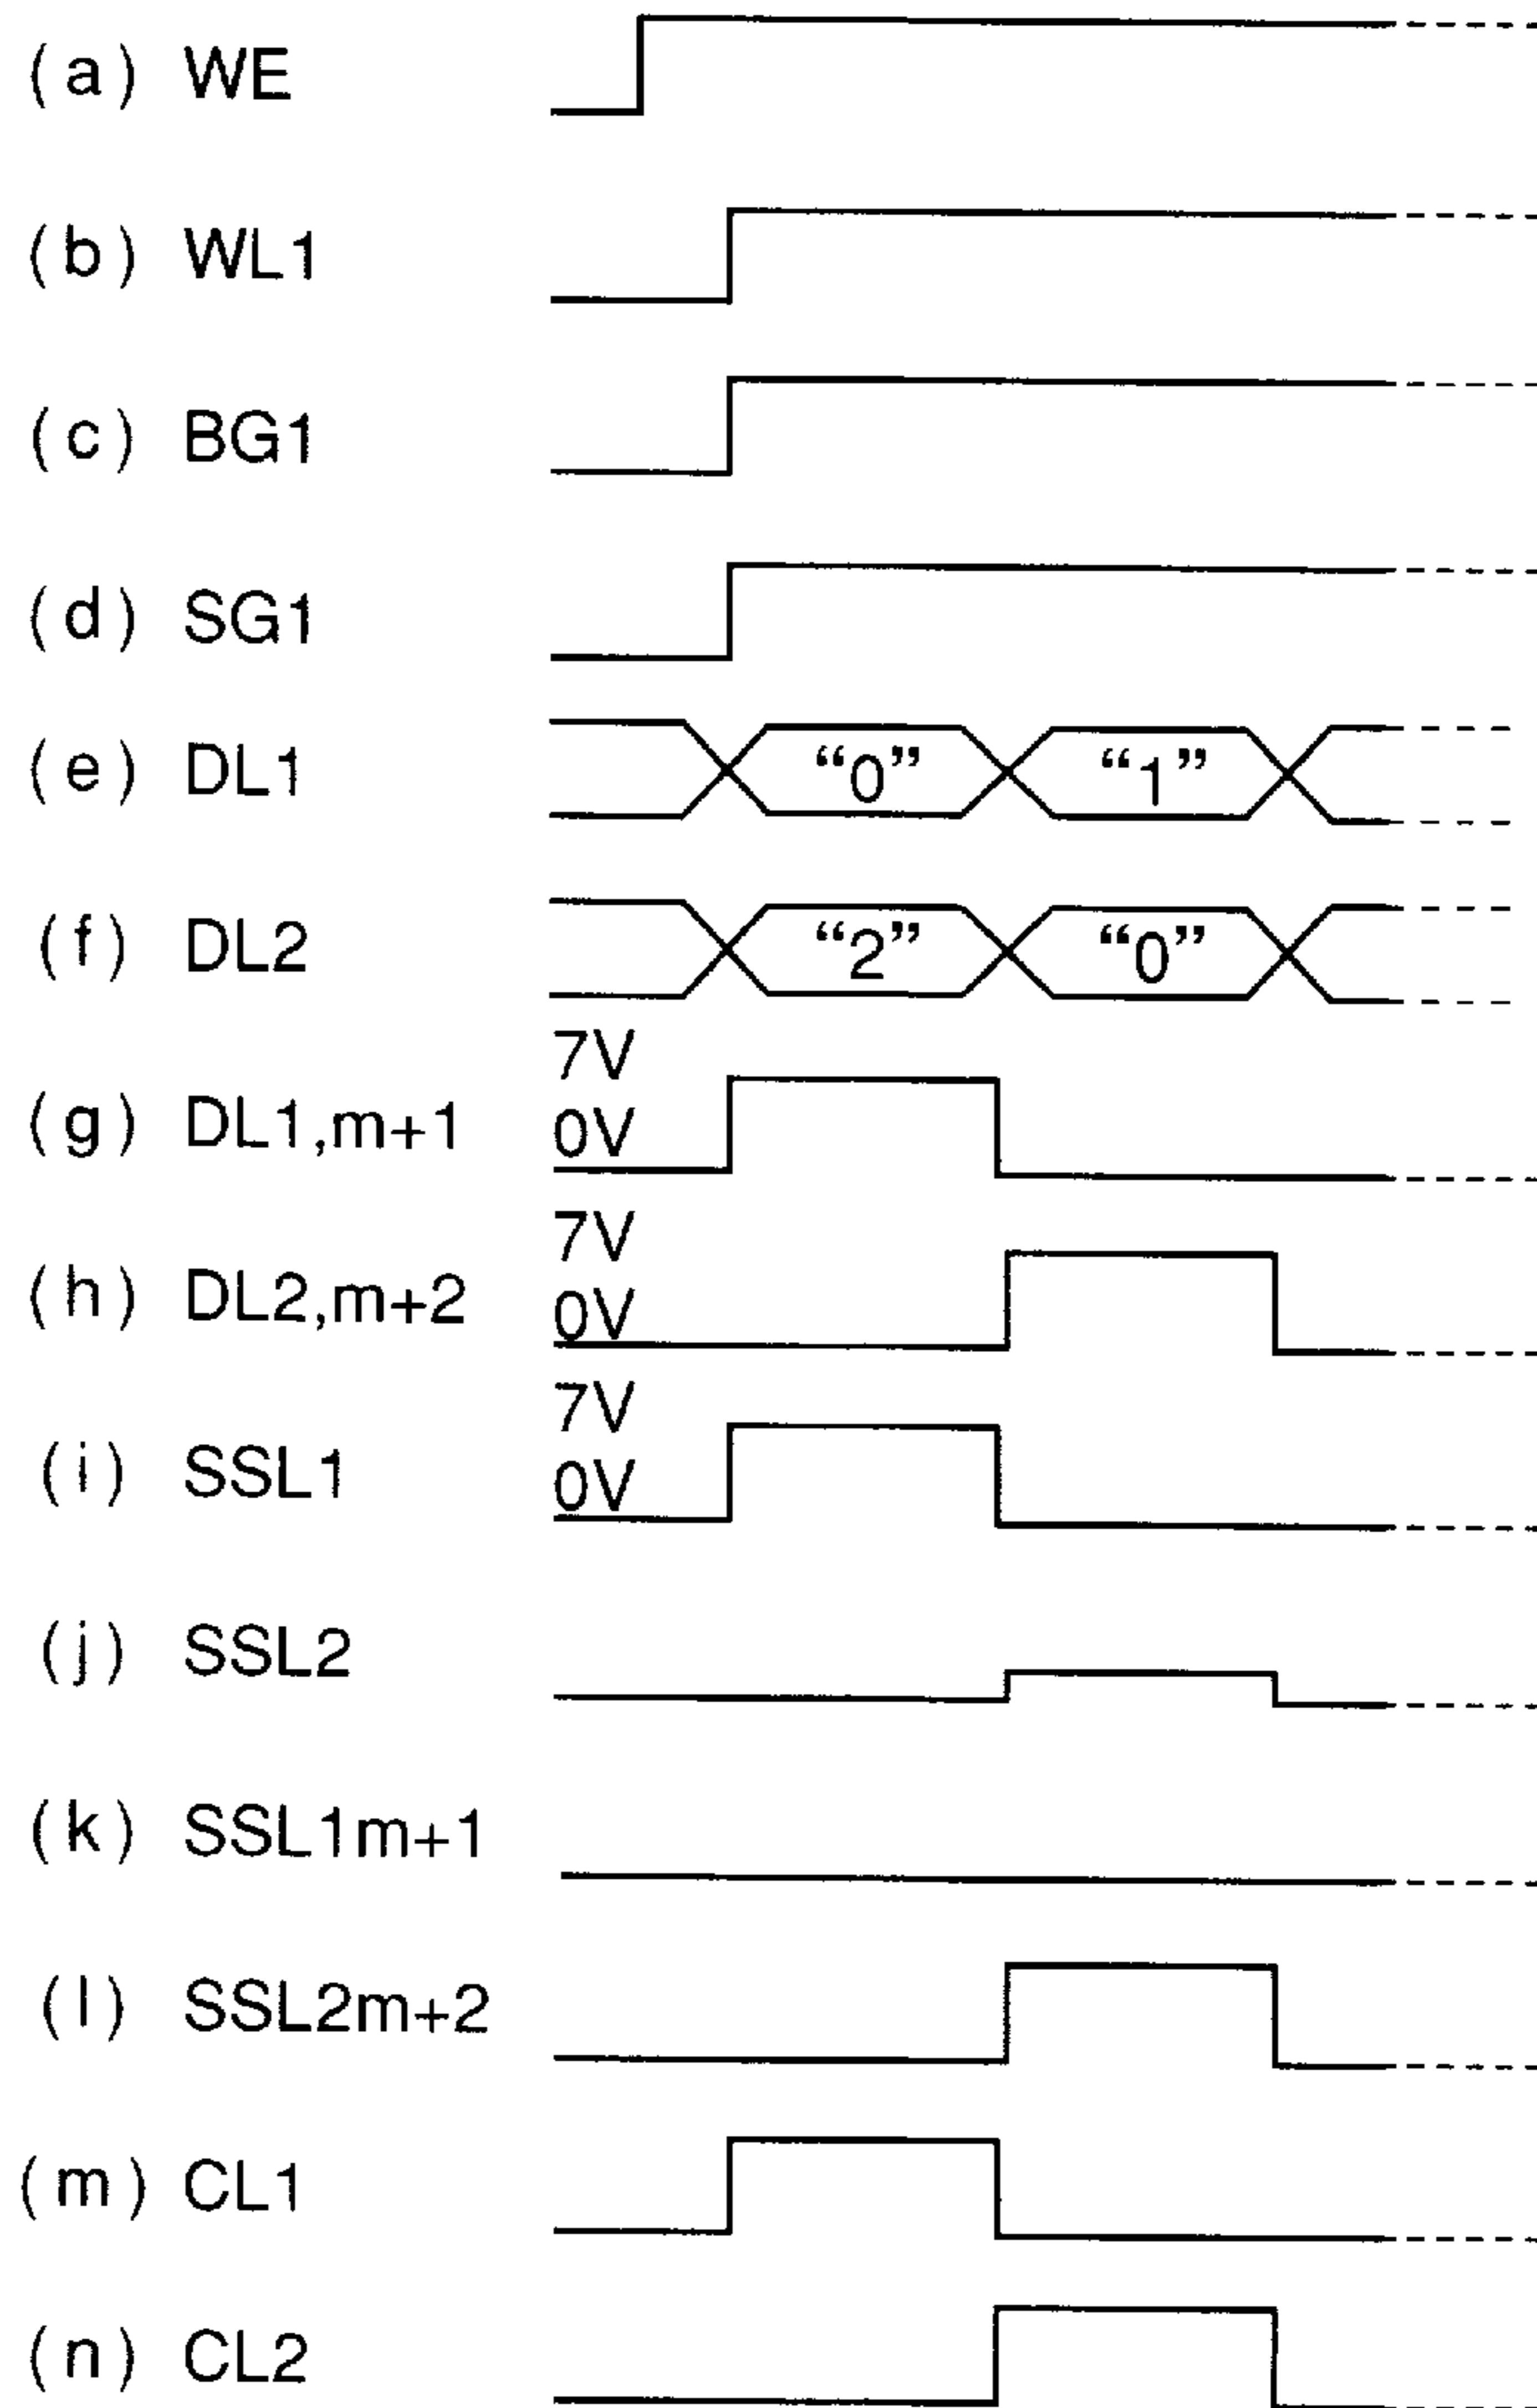 (a) WE
(b) WL1
(c) BG1
(d) SG1
(e) DL1 “0” “1”
(f) DL2 “2” “0”
7V
(g) DL1,m+1 0V
7V
(h) DL2,m+2 0V
7V
(i) SSL1 0V
(j) SSL2
(k) SSL1m+1
(l) SSL2m+2
(m) CL1
(n) CL2